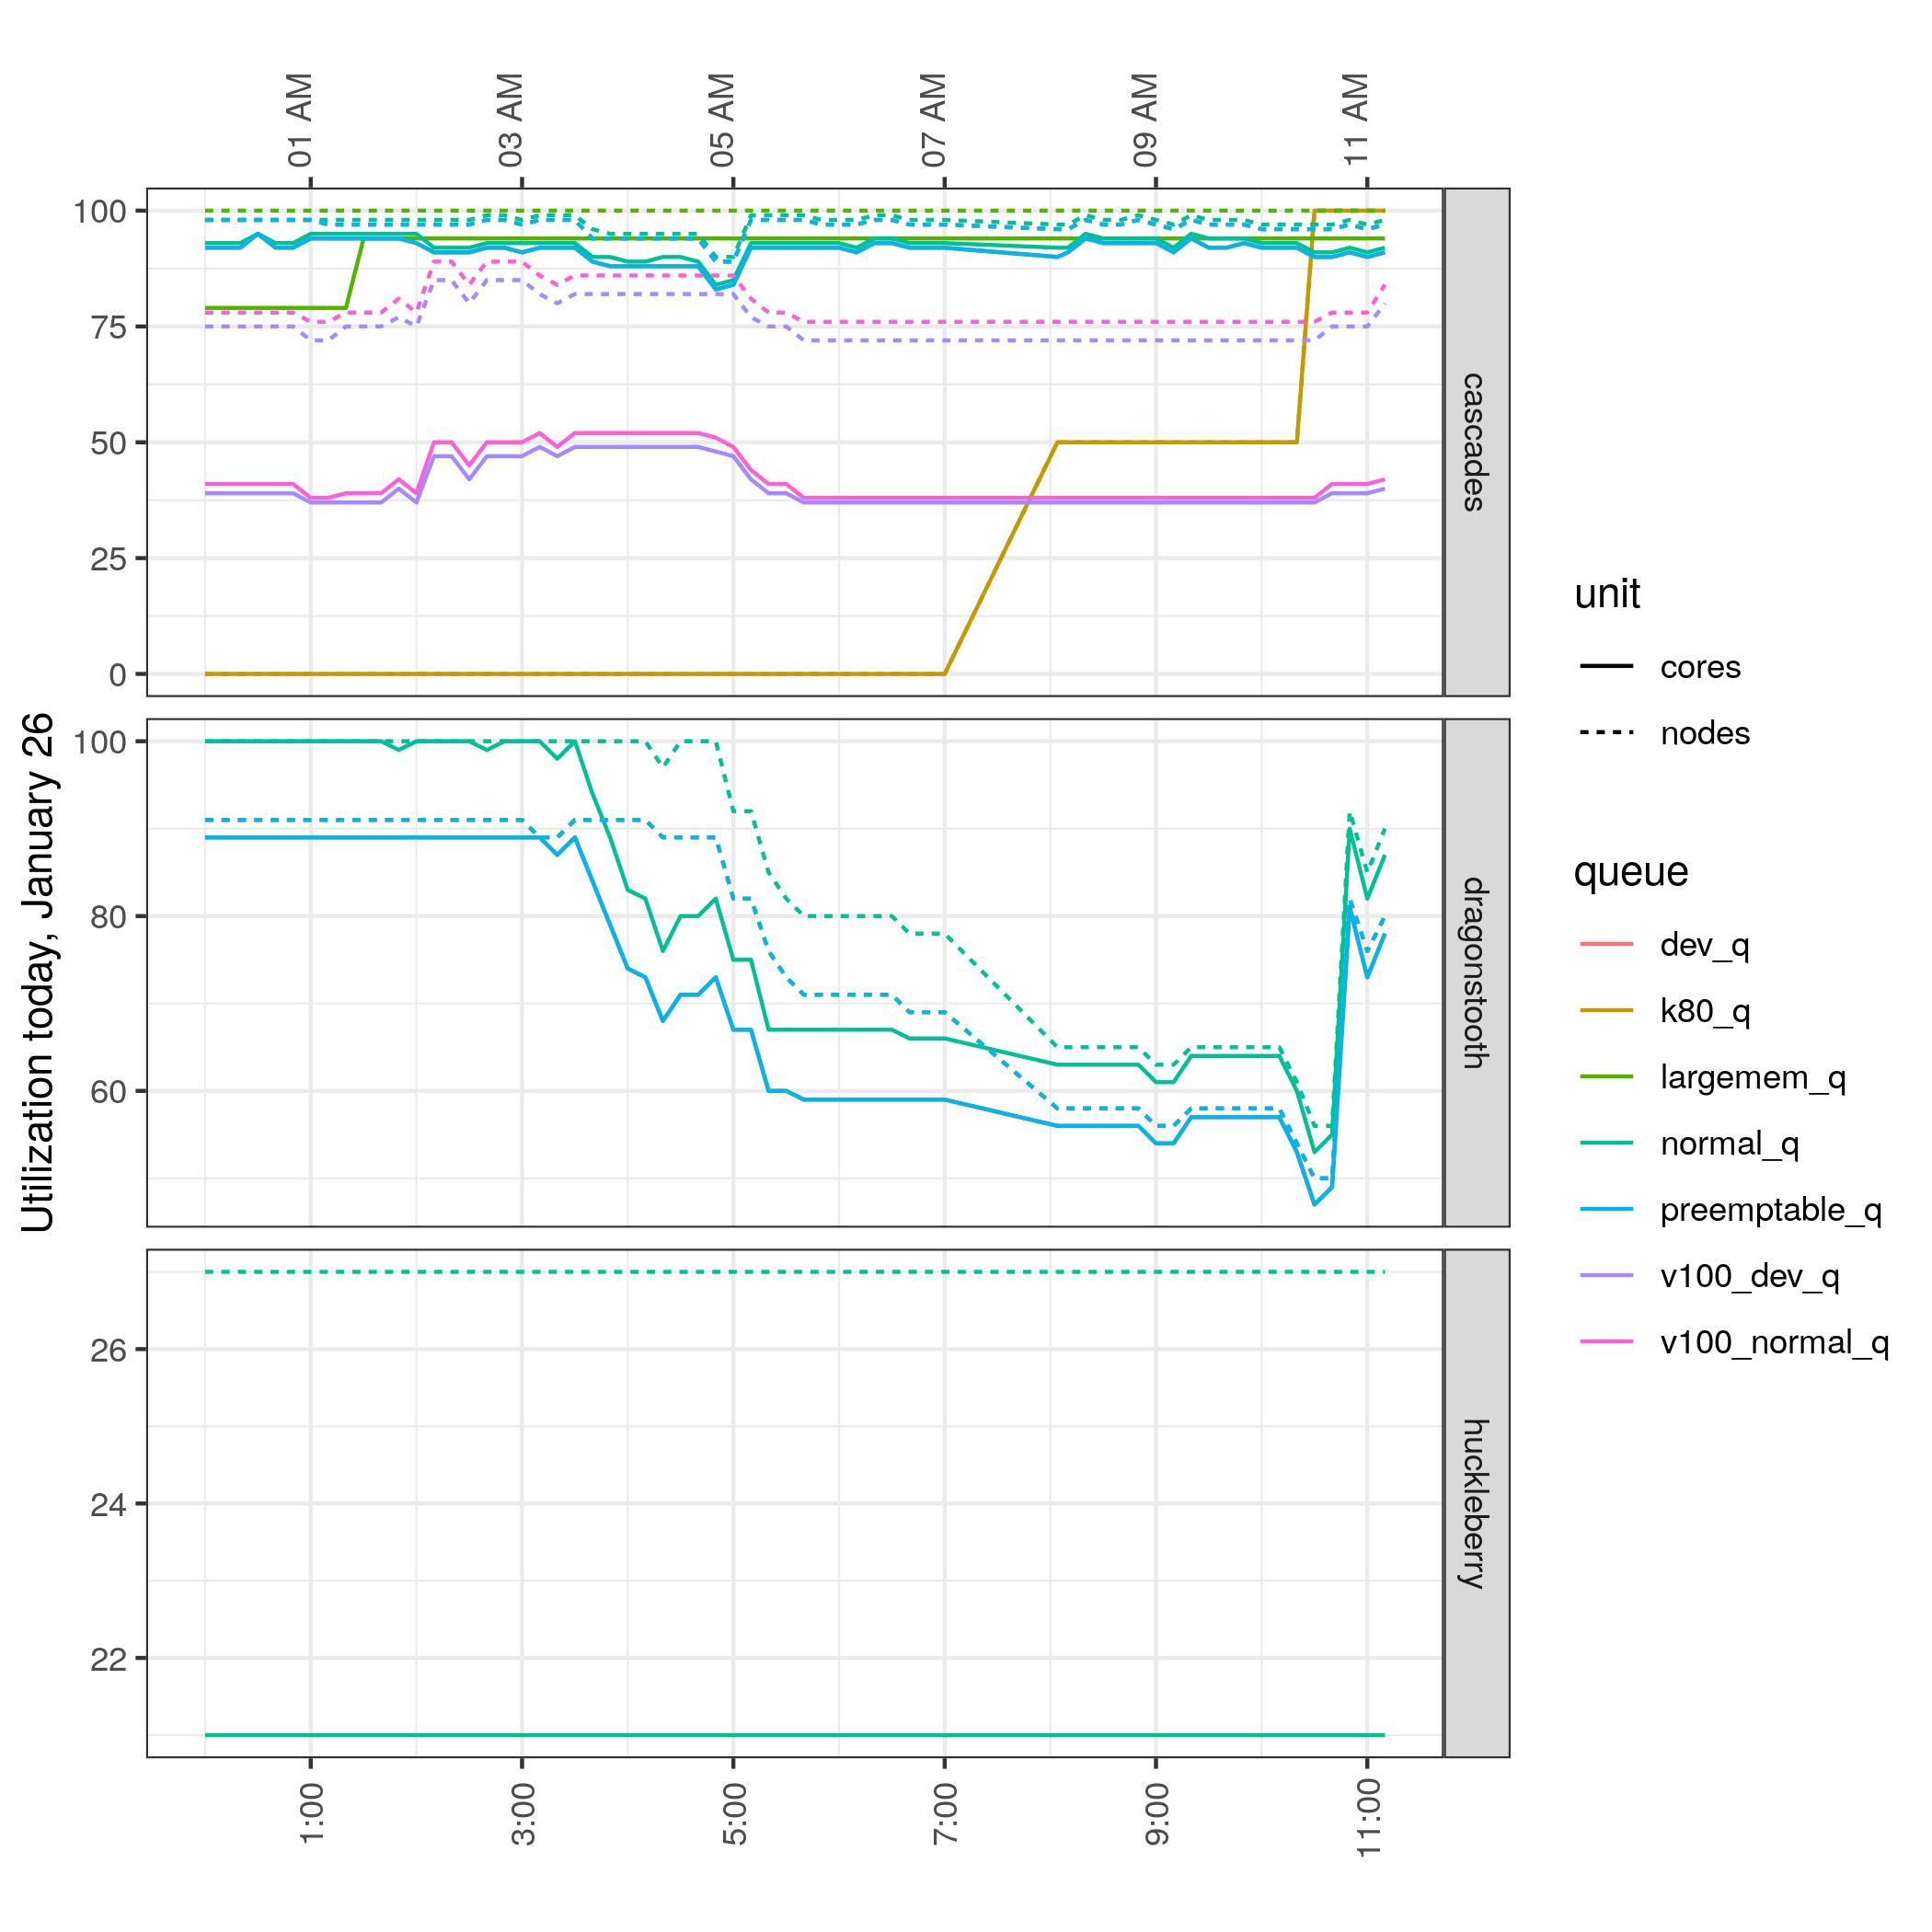 01 AM
03 AM
05 AM
07 AM
09 AM
11 AM
Utilization today, January 26
100
75
50
25
0
cascades
100
80
60
dragonstooth
26
24
22
huckleberry
1:00
3:00
5:00
7:00
9:00
11:00
unit
cores
nodes
queue
dev_q
k80_q
largemem_q
normal_q
preemptable_q
v100_dev_q
v100_normal_q